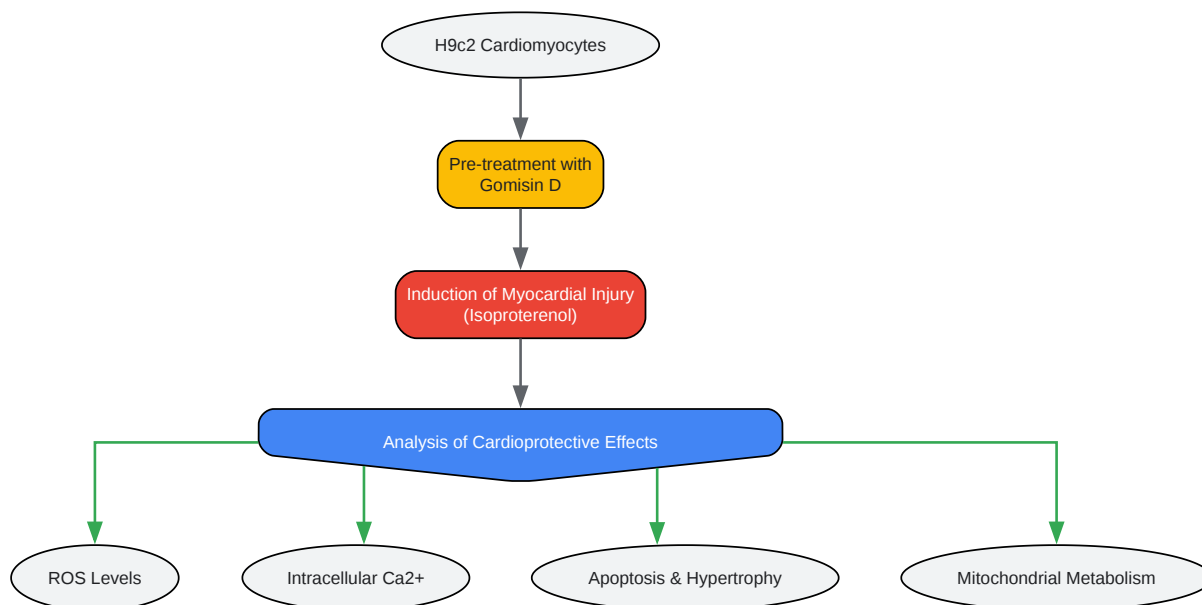 H9c2 Cardiomyocytes
Pre-treatment with
Gomisin D
Induction of Myocardial Injury
(Isoproterenol)
Analysis of Cardioprotective Effects
ROS Levels
Intracellular Ca2+
Apoptosis & Hypertrophy
Mitochondrial Metabolism